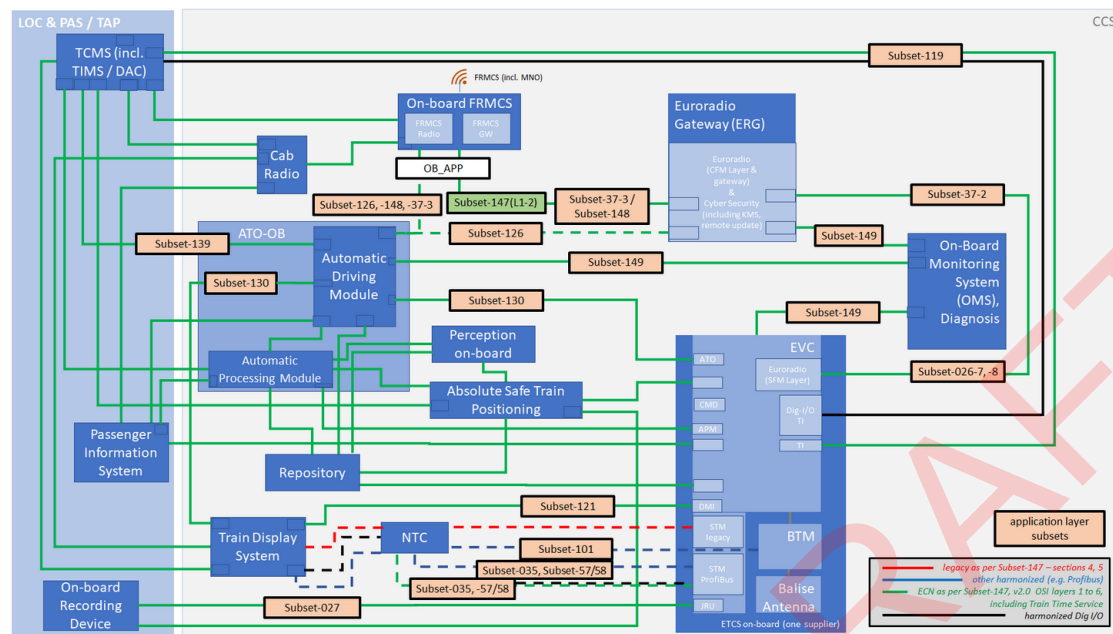 LOC & PAS / TAP
CCS
TCMS (incl.
TIMS / DAC)
Subset-119
FRMCS (incl. MNO)
On-board FRMCS
FRMCS
Radio
FRMCS
GW
Euroradio
Gateway (ERG)
OB_APP
Cab
Radio
Euroradio
(CFM Layer &
gateway)
&
Cyber Security
(including KMS,
remote update)
Subset-37-2
Subset-126, -148, -37-3
Subset-147(L1-2)
Subset-37-3 /
Subset-148
ATO-OB
Subset-126
Subset-149
Subset-139
Automatic
Driving
Module
Subset-149
On-Board
Monitoring
System
(OMS),
Diagnosis
Subset-130
Subset-130
Subset-149
Perception
on-board
EVC
Automatic
Processing Module
ATO
Euroradio
(SFM Layer)
Subset-026-7, -8
Absolute Safe Train
Positioning
CMD
Dig-I/O
TI
APM
TI
Passenger
Information
System
Repository
DMI
Subset-121
Train Display
System
NTC
STM
legacy
BTM
application layer
subsets
Subset-101
Subset-035, Subset-57/58
STM
ProfiBus
Subset-035, -57/58
legacy as per Subset-147 – sections 4, 5
other harmonized (e.g. Profibus)
ECN as per Subset-147, v2.0 OSI layers 1 to 6,
including Train Time Service
harmonized Dig I/O
On-board
Recording
Device
Subset-027
JRU
Balise
Antenna
ETCS on-board (one supplier)
RAFT